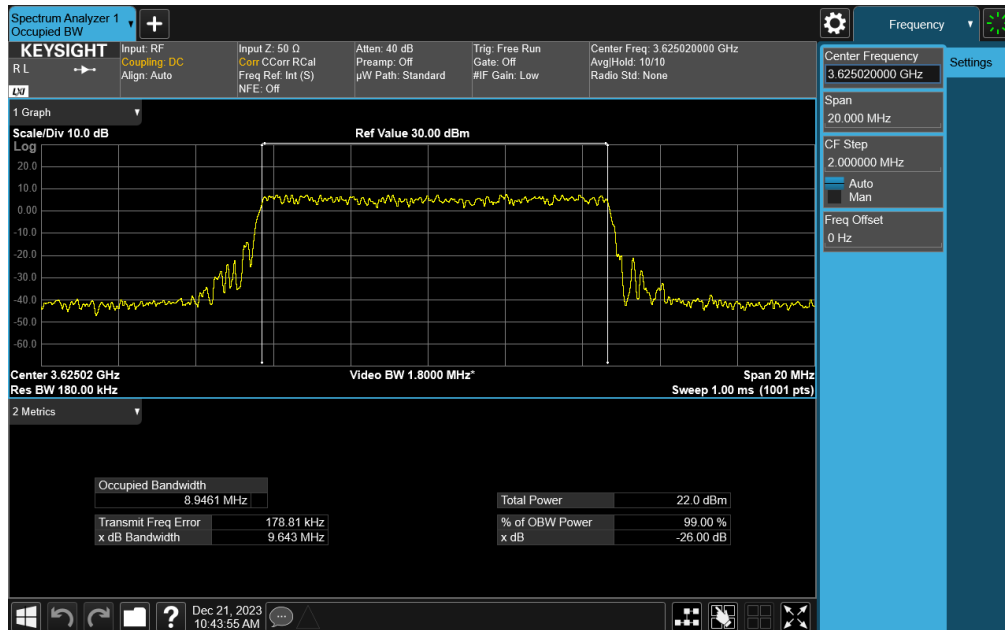 Spectrum Analyzer 1
Occupied BW
Frequency
KEYSIGHT
R L
LXI
Input: RF
Coupling: DC
Align: Auto
Input Z: 50 Ω
Corr CCorr RCal
Freq Ref: Int (S)
NFE: Off
Atten: 40 dB
Preamp: Off
µW Path: Standard
Trig: Free Run
Gate: Off
#IF Gain: Low
Center Freq: 3.625020000 GHz
Avg|Hold: 10/10
Radio Std: None
Center Frequency
3.625020000 GHz
Settings
Span
20.000 MHz
CF Step
2.000000 MHz
Auto
Man
Freq Offset
0 Hz
1 Graph
Scale/Div 10.0 dB
Ref Value 30.00 dBm
Log
20.0
10.0
0.00
-10.0
-20.0
-30.0
-40.0
-50.0
-60.0
Center 3.62502 GHz
Video BW 1.8000 MHz*
Span 20 MHz
Res BW 180.00 kHz
Sweep 1.00 ms (1001 pts)
2 Metrics
Occupied Bandwidth
8.9461 MHz
Total Power 22.0 dBm
Transmit Freq Error 178.81 kHz
% of OBW Power 99.00 %
x dB Bandwidth 9.643 MHz
x dB -26.00 dB
?
Dec 21, 2023
10:43:55 AM